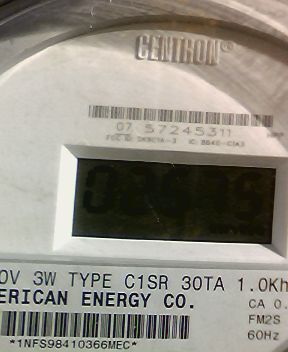 CENTRON®
07 57245311
0V 3W TYPE C1SR 30TA 1.0Kh
ERICAN ENERGY CO.
CA 0.
FM2S
60Hz
*1NFS98410366MEC*